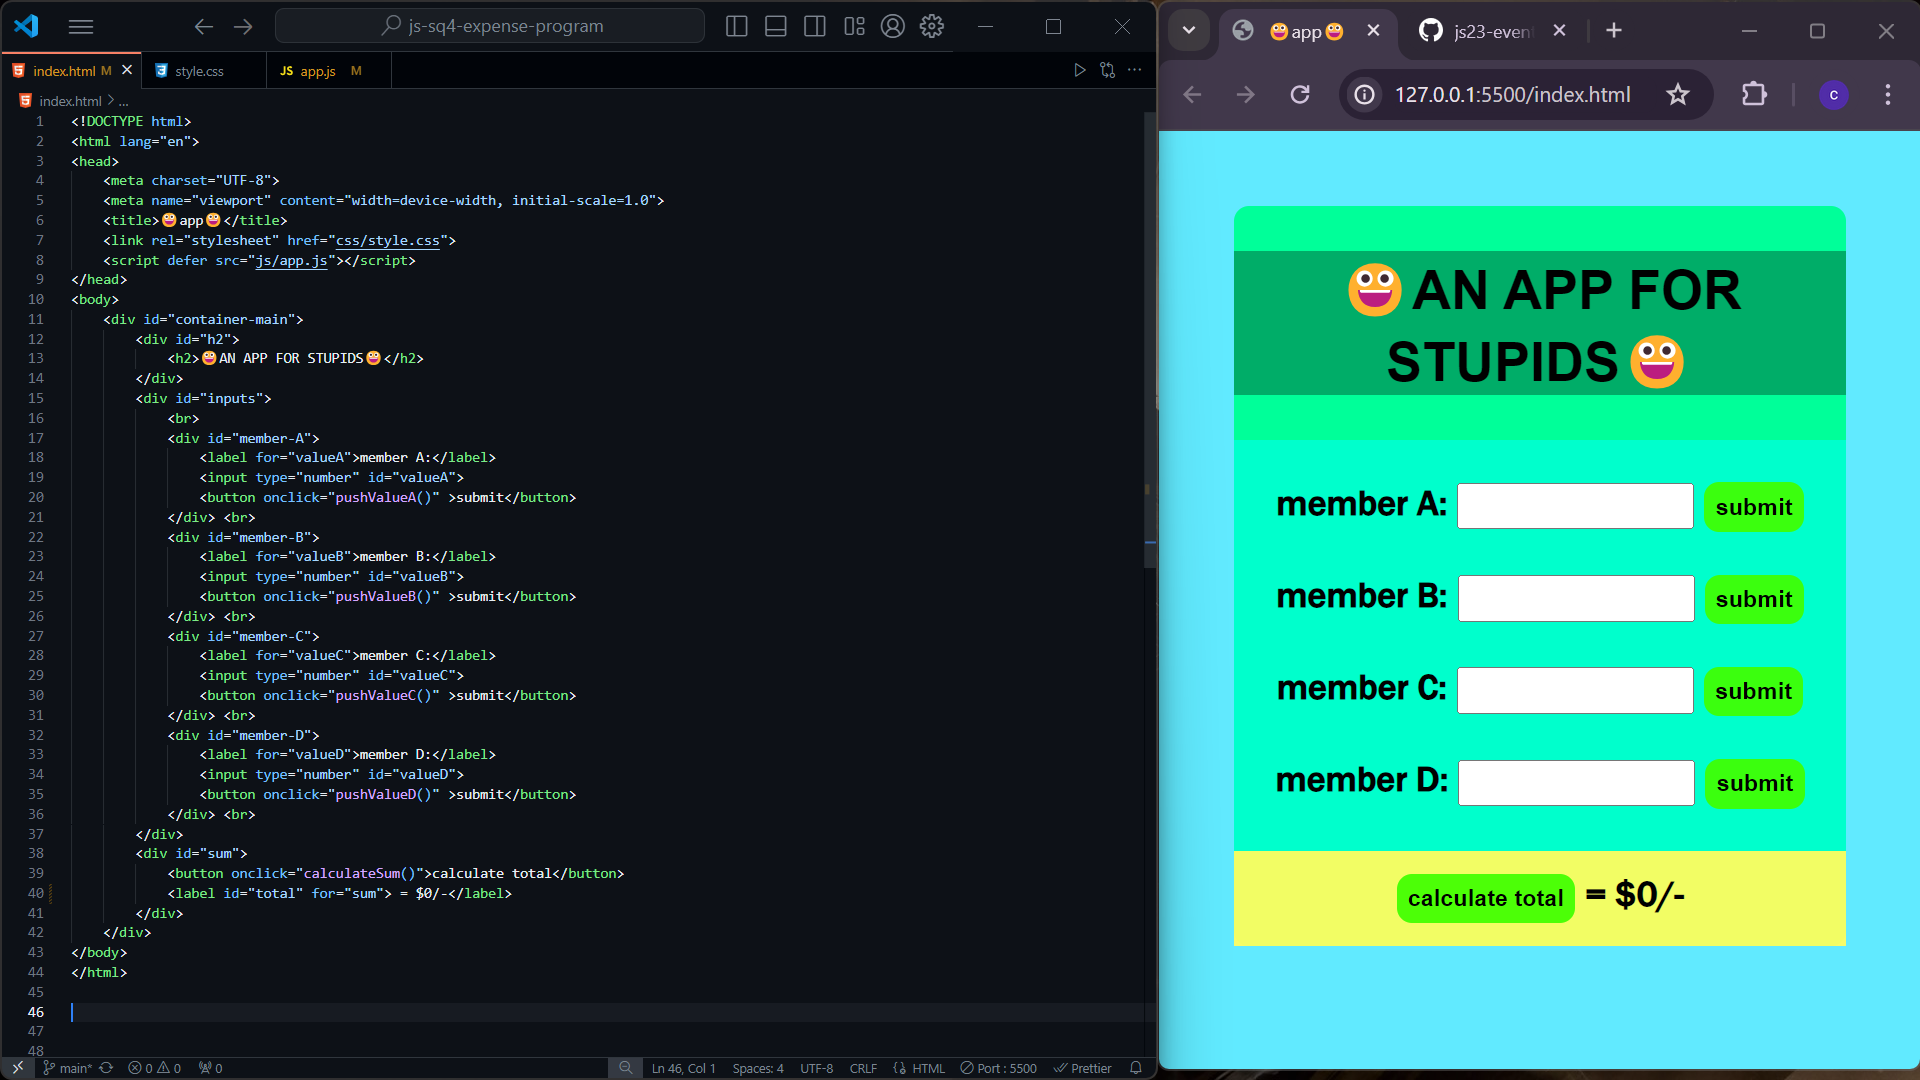 js-sq4-expense-program
index.html M
style.css
JS app.js M
index.html > ...
1 <!DOCTYPE html>
2 <html lang="en">
3 <head>
4 <meta charset="UTF-8">
5 <meta name="viewport" content="width=device-width, initial-scale=1.0">
6 <title>😀app😀</title>
7 <link rel="stylesheet" href="css/style.css">
8 <script defer src="js/app.js"></script>
9 </head>
10 <body>
11 <div id="container-main">
12 <div id="h2">
13 <h2>😀AN APP FOR STUPIDS😀</h2>
14 </div>
15 <div id="inputs">
16 <br>
17 <div id="member-A">
18 <label for="valueA">member A:</label>
19 <input type="number" id="valueA">
20 <button onclick="pushValueA()" >submit</button>
21 </div> <br>
22 <div id="member-B">
23 <label for="valueB">member B:</label>
24 <input type="number" id="valueB">
25 <button onclick="pushValueB()" >submit</button>
26 </div> <br>
27 <div id="member-C">
28 <label for="valueC">member C:</label>
29 <input type="number" id="valueC">
30 <button onclick="pushValueC()" >submit</button>
31 </div> <br>
32 <div id="member-D">
33 <label for="valueD">member D:</label>
34 <input type="number" id="valueD">
35 <button onclick="pushValueD()" >submit</button>
36 </div> <br>
37 </div>
38 <div id="sum">
39 <button onclick="calculateSum()">calculate total</button>
40 <label id="total" for="sum"> = $0/-</label>
41 </div>
42 </div>
43 </body>
44 </html>
45
46
47
48
main* 0 0 0 Ln 46, Col 1 Spaces: 4 UTF-8 CRLF HTML Port : 5500 Prettier
😀app😀
js23-even
127.0.0.1:5500/index.html
c
😀AN APP FOR
STUPIDS😀
member A: submit
member B: submit
member C: submit
member D: submit
calculate total = $0/-